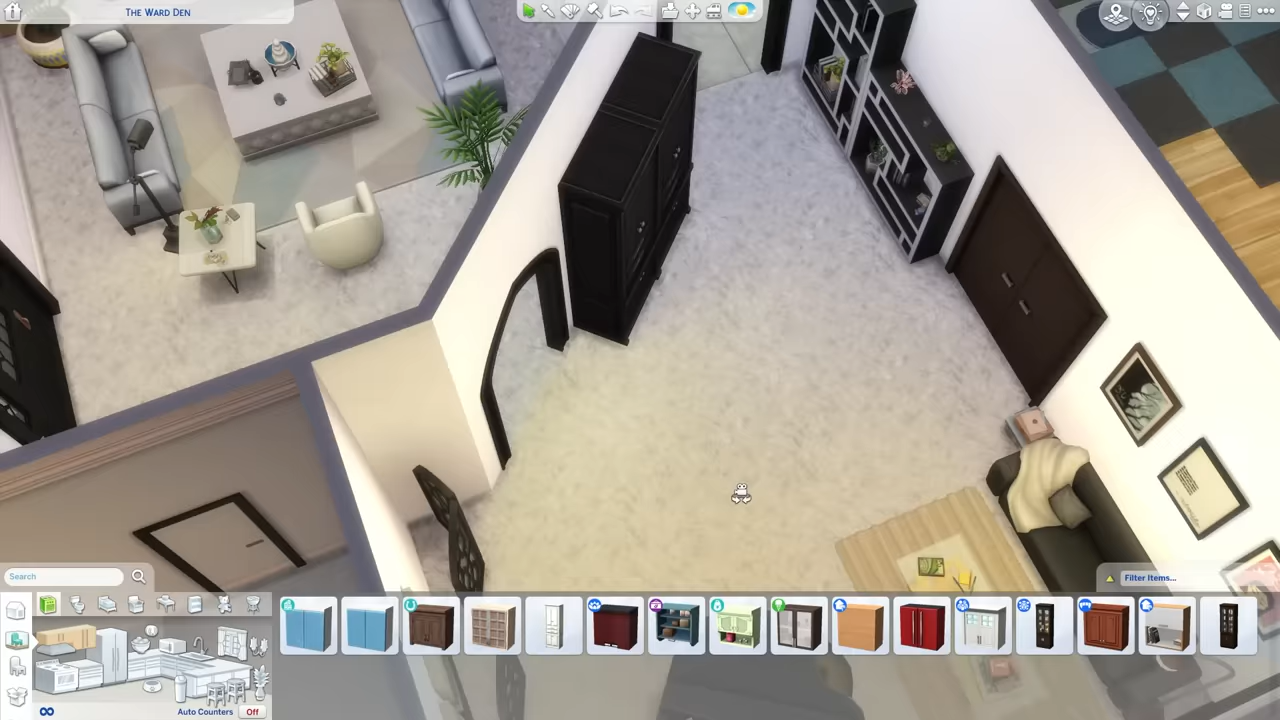 THE WARD DEN
Search
Filter Items...
Auto Counters
Off